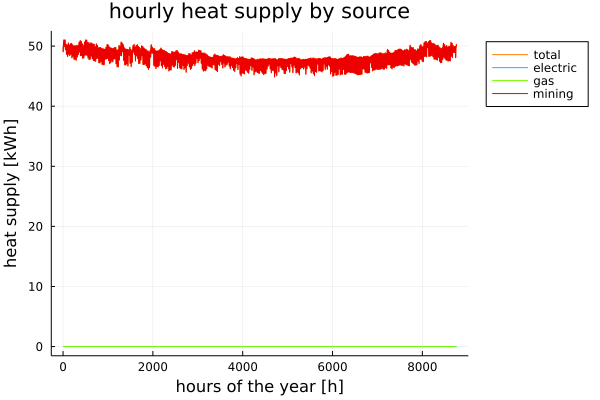 hourly heat supply by source
heat supply [kWh]
50
40
30
20
10
0
0 2000 4000 6000 8000
hours of the year [h]
total
electric
gas
mining